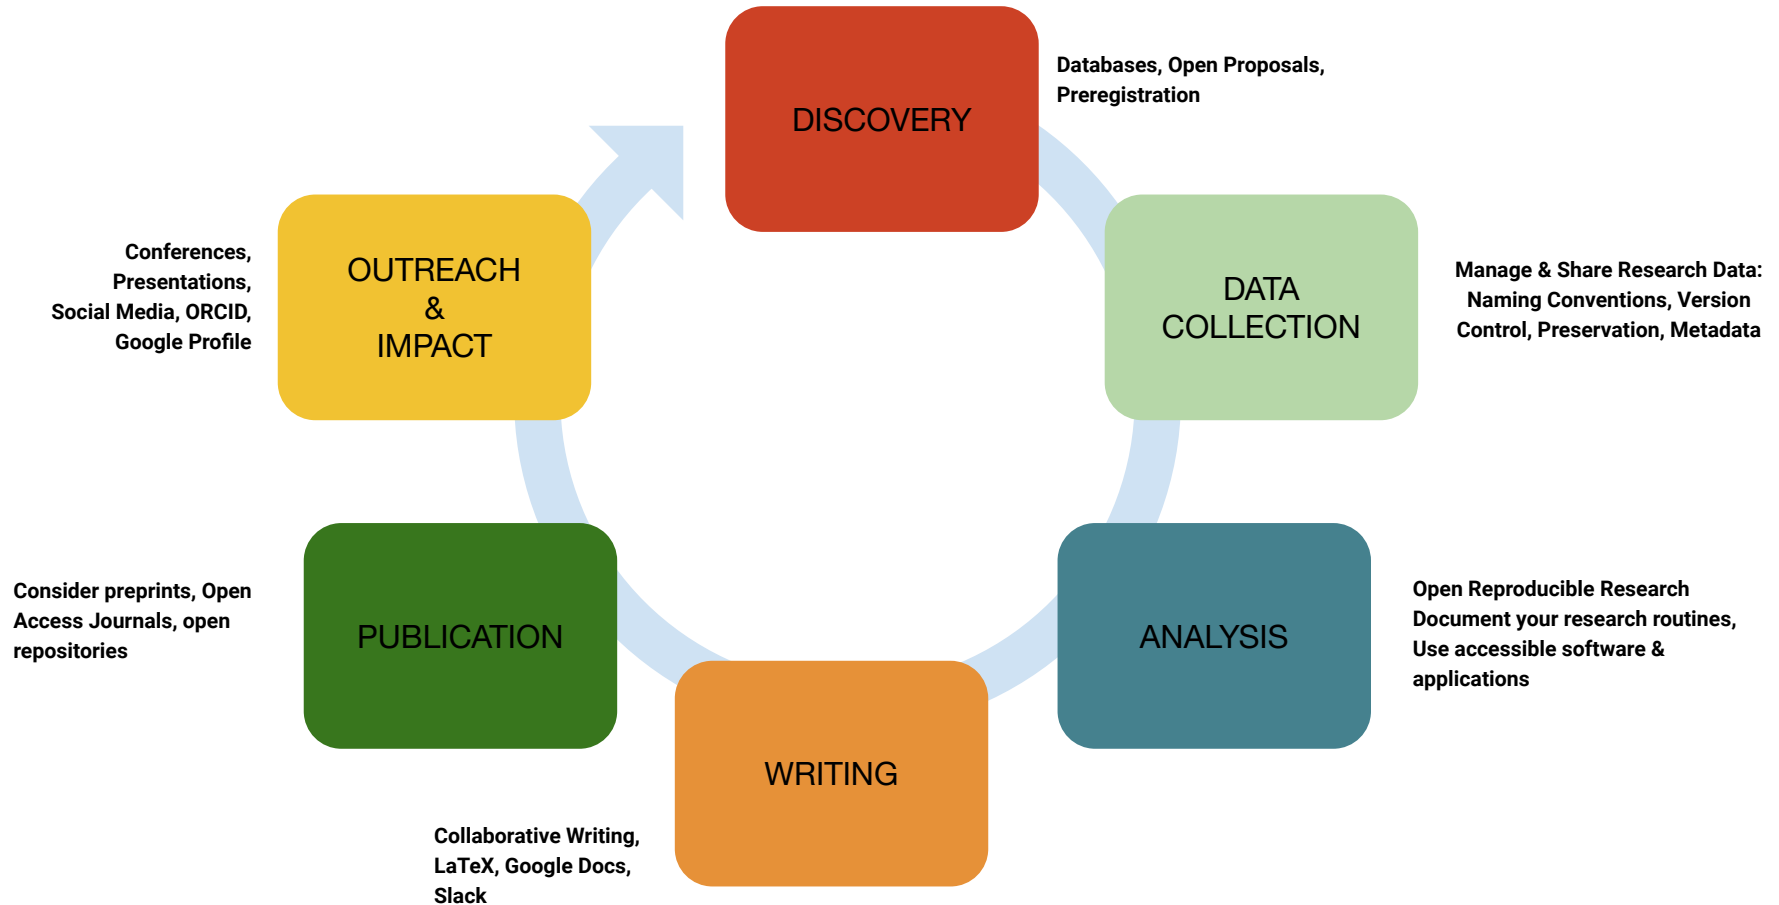 DISCOVERY
Databases, Open Proposals,
Preregistration
DATA
COLLECTION
Manage & Share Research Data:
Naming Conventions, Version
Control, Preservation, Metadata
ANALYSIS
Open Reproducible Research
Document your research routines,
Use accessible software &
applications
WRITING
Collaborative Writing,
LaTeX, Google Docs,
Slack
PUBLICATION
Consider preprints, Open
Access Journals, open
repositories
OUTREACH
&
IMPACT
Conferences,
Presentations,
Social Media, ORCID,
Google Profile